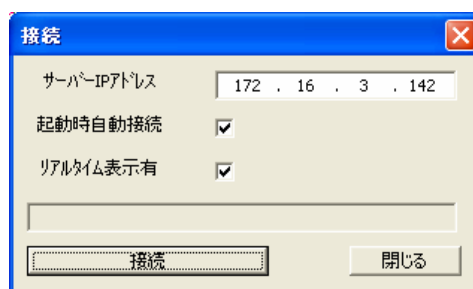 接続
サーバーIPアドレス 172 . 16 . 3 . 142
起動時自動接続
リアルタイム表示有
接続 閉じる